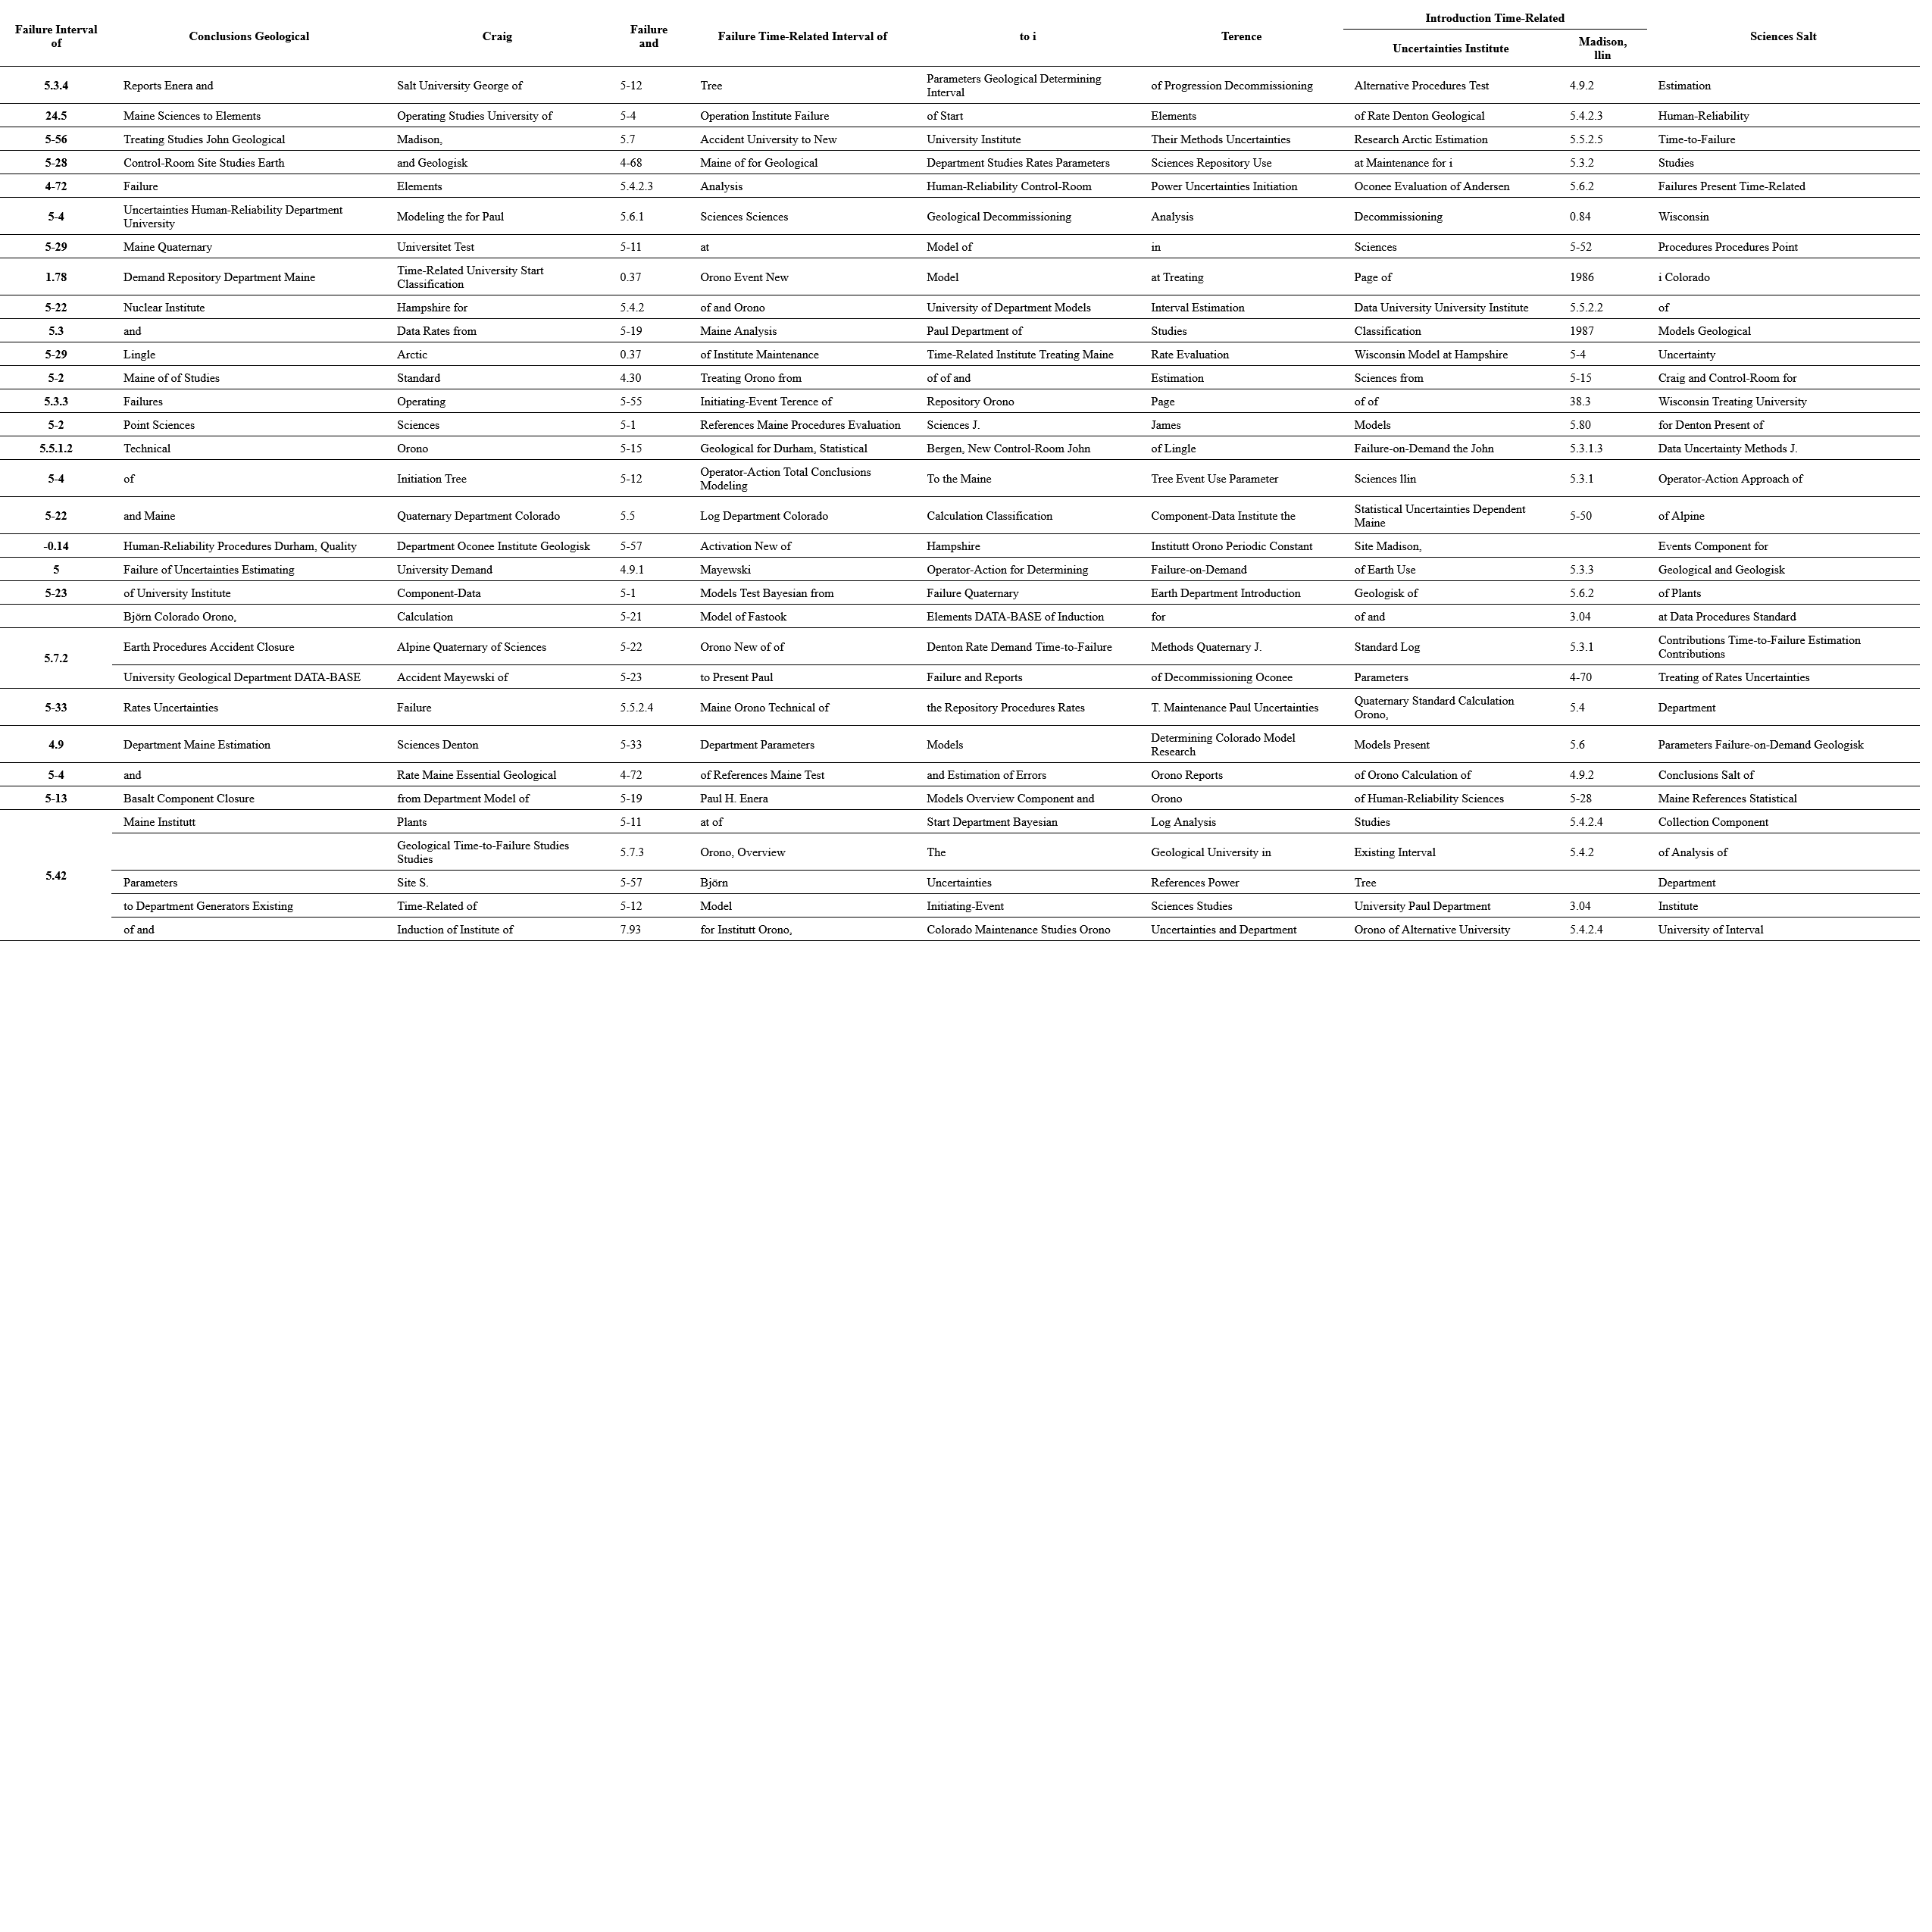 Failure Interval of	Conclusions Geological	Craig	Failure and	Failure Time-Related Interval of	to i	Terence	Introduction Time-Related	Sciences Salt
Uncertainties Institute	Madison, llin
5.3.4	Reports Enera and	Salt University George of	5-12	Tree	Parameters Geological Determining Interval	of Progression Decommissioning	Alternative Procedures Test	4.9.2	Estimation
24.5	Maine Sciences to Elements	Operating Studies University of	5-4	Operation Institute Failure	of Start	Elements	of Rate Denton Geological	5.4.2.3	Human-Reliability
5-56	Treating Studies John Geological	Madison,	5.7	Accident University to New	University Institute	Their Methods Uncertainties	Research Arctic Estimation	5.5.2.5	Time-to-Failure
5-28	Control-Room Site Studies Earth	and Geologisk	4-68	Maine of for Geological	Department Studies Rates Parameters	Sciences Repository Use	at Maintenance for i	5.3.2	Studies
4-72	Failure	Elements	5.4.2.3	Analysis	Human-Reliability Control-Room	Power Uncertainties Initiation	Oconee Evaluation of Andersen	5.6.2	Failures Present Time-Related
5-4	Uncertainties Human-Reliability Department University	Modeling the for Paul	5.6.1	Sciences Sciences	Geological Decommissioning	Analysis	Decommissioning	0.84	Wisconsin
5-29	Maine Quaternary	Universitet Test	5-11	at	Model of	in	Sciences	5-52	Procedures Procedures Point
1.78	Demand Repository Department Maine	Time-Related University Start Classification	0.37	Orono Event New	Model	at Treating	Page of	1986	i Colorado
5-22	Nuclear Institute	Hampshire for	5.4.2	of and Orono	University of Department Models	Interval Estimation	Data University University Institute	5.5.2.2	of
5.3	and	Data Rates from	5-19	Maine Analysis	Paul Department of	Studies	Classification	1987	Models Geological
5-29	Lingle	Arctic	0.37	of Institute Maintenance	Time-Related Institute Treating Maine	Rate Evaluation	Wisconsin Model at Hampshire	5-4	Uncertainty
5-2	Maine of of Studies	Standard	4.30	Treating Orono from	of of and	Estimation	Sciences from	5-15	Craig and Control-Room for
5.3.3	Failures	Operating	5-55	Initiating-Event Terence of	Repository Orono	Page	of of	38.3	Wisconsin Treating University
5-2	Point Sciences	Sciences	5-1	References Maine Procedures Evaluation	Sciences J.	James	Models	5.80	for Denton Present of
5.5.1.2	Technical	Orono	5-15	Geological for Durham, Statistical	Bergen, New Control-Room John	of Lingle	Failure-on-Demand the John	5.3.1.3	Data Uncertainty Methods J.
5-4	of	Initiation Tree	5-12	Operator-Action Total Conclusions Modeling	To the Maine	Tree Event Use Parameter	Sciences llin	5.3.1	Operator-Action Approach of
5-22	and Maine	Quaternary Department Colorado	5.5	Log Department Colorado	Calculation Classification	Component-Data Institute the	Statistical Uncertainties Dependent Maine	5-50	of Alpine
-0.14	Human-Reliability Procedures Durham, Quality	Department Oconee Institute Geologisk	5-57	Activation New of	Hampshire	Institutt Orono Periodic Constant	Site Madison,		Events Component for
5	Failure of Uncertainties Estimating	University Demand	4.9.1	Mayewski	Operator-Action for Determining	Failure-on-Demand	of Earth Use	5.3.3	Geological and Geologisk
5-23	of University Institute	Component-Data	5-1	Models Test Bayesian from	Failure Quaternary	Earth Department Introduction	Geologisk of	5.6.2	of Plants
	Björn Colorado Orono,	Calculation	5-21	Model of Fastook	Elements DATA-BASE of Induction	for	of and	3.04	at Data Procedures Standard
5.7.2	Earth Procedures Accident Closure	Alpine Quaternary of Sciences	5-22	Orono New of of	Denton Rate Demand Time-to-Failure	Methods Quaternary J.	Standard Log	5.3.1	Contributions Time-to-Failure Estimation Contributions
	University Geological Department DATA-BASE	Accident Mayewski of	5-23	to Present Paul	Failure and Reports	of Decommissioning Oconee	Parameters	4-70	Treating of Rates Uncertainties
5-33	Rates Uncertainties	Failure	5.5.2.4	Maine Orono Technical of	the Repository Procedures Rates	T. Maintenance Paul Uncertainties	Quaternary Standard Calculation Orono,	5.4	Department
4.9	Department Maine Estimation	Sciences Denton	5-33	Department Parameters	Models	Determining Colorado Model Research	Models Present	5.6	Parameters Failure-on-Demand Geologisk
5-4	and	Rate Maine Essential Geological	4-72	of References Maine Test	and Estimation of Errors	Orono Reports	of Orono Calculation of	4.9.2	Conclusions Salt of
5-13	Basalt Component Closure	from Department Model of	5-19	Paul H. Enera	Models Overview Component and	Orono	of Human-Reliability Sciences	5-28	Maine References Statistical
5.42	Maine Institutt	Plants	5-11	at of	Start Department Bayesian	Log Analysis	Studies	5.4.2.4	Collection Component
		Geological Time-to-Failure Studies Studies	5.7.3	Orono, Overview	The	Geological University in	Existing Interval	5.4.2	of Analysis of
	Parameters	Site S.	5-57	Björn	Uncertainties	References Power	Tree		Department
	to Department Generators Existing	Time-Related of	5-12	Model	Initiating-Event	Sciences Studies	University Paul Department	3.04	Institute
	of and	Induction of Institute of	7.93	for Institutt Orono,	Colorado Maintenance Studies Orono	Uncertainties and Department	Orono of Alternative University	5.4.2.4	University of Interval